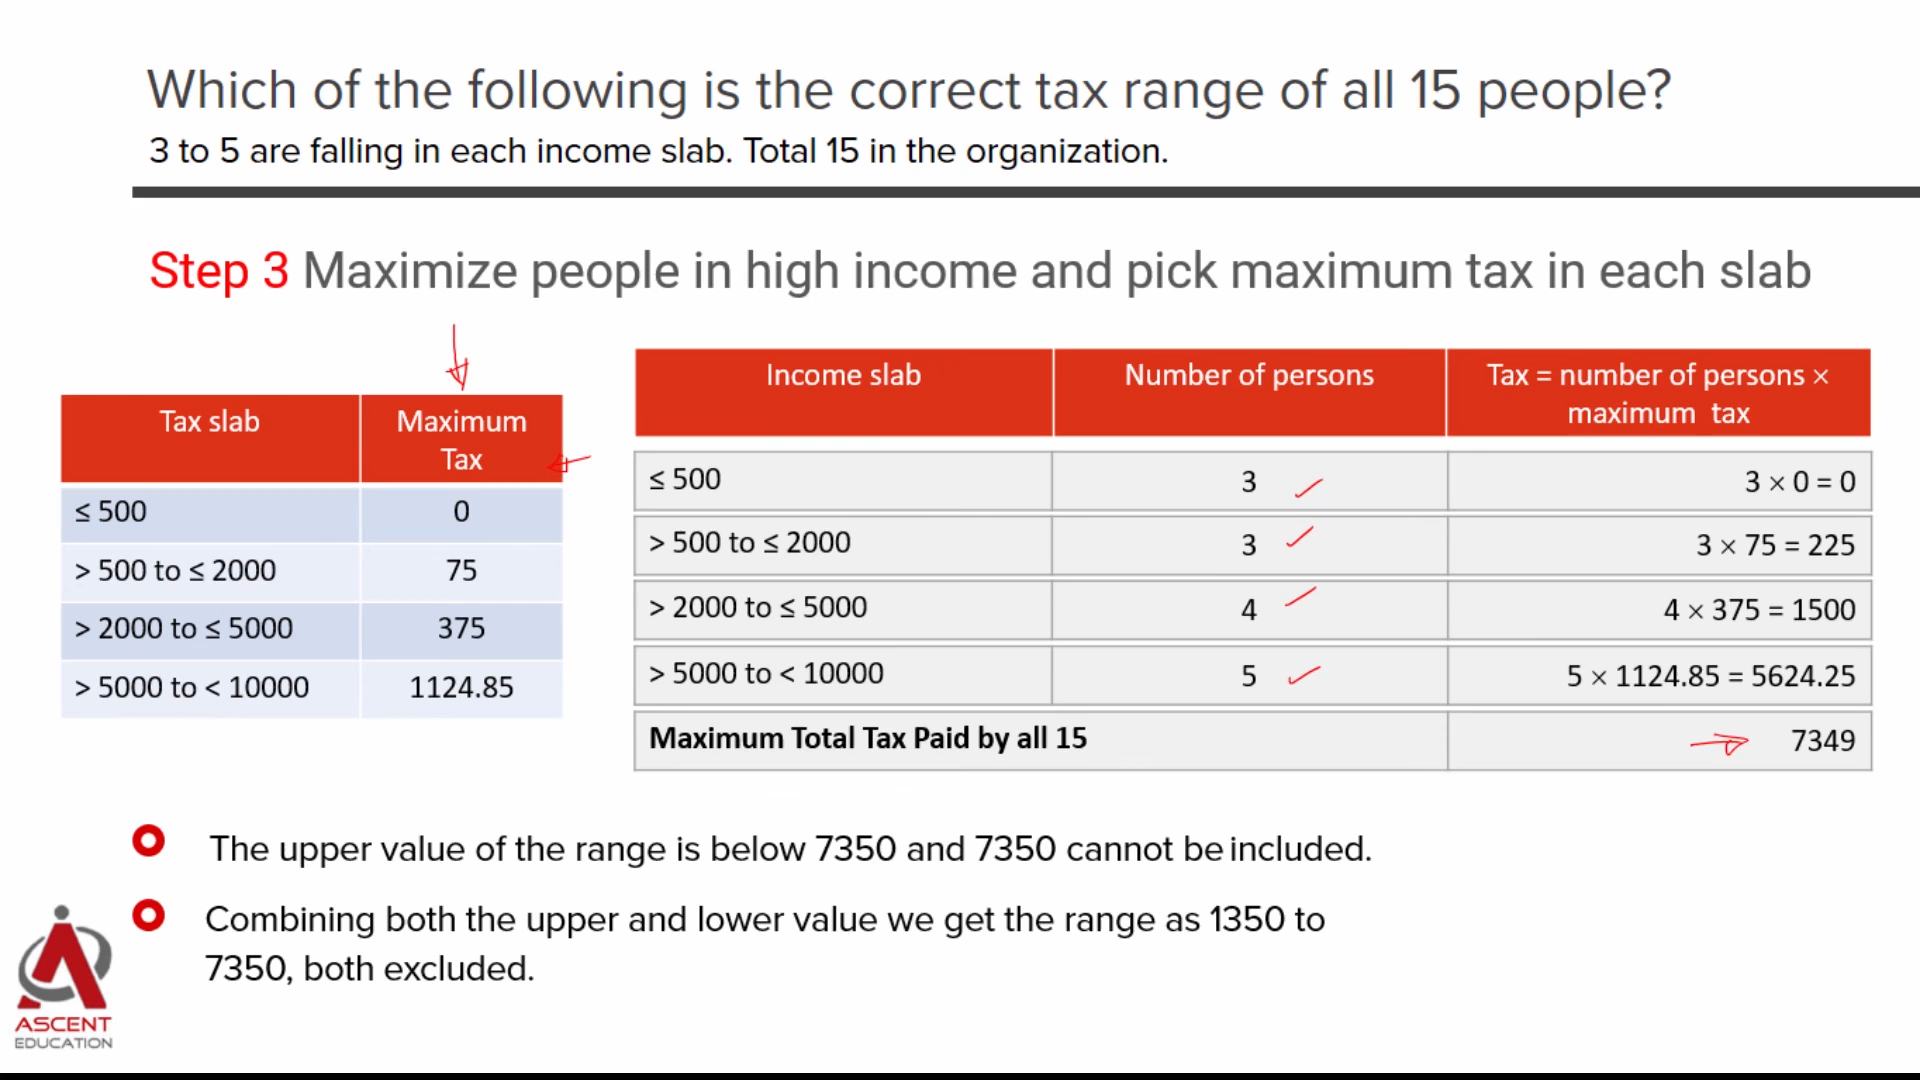 Which of the following is the correct tax range of all 15 people?
3 to 5 are falling in each income slab. Total 15 in the organization.
Step 3 Maximize people in high income and pick maximum tax in each slab
Tax slab Maximum
Tax
≤ 500 0
> 500 to ≤ 2000 75
> 2000 to ≤ 5000 375
> 5000 to < 10000 1124.85
Income slab Number of persons Tax = number of persons ×
maximum tax
≤ 500 3 3 × 0 = 0
> 500 to ≤ 2000 3 3 × 75 = 225
> 2000 to ≤ 5000 4 4 × 375 = 1500
> 5000 to < 10000 5 5 × 1124.85 = 5624.25
Maximum Total Tax Paid by all 15 7349
The upper value of the range is below 7350 and 7350 cannot be included.
Combining both the upper and lower value we get the range as 1350 to
7350, both excluded.
ASCENT
EDUCATION